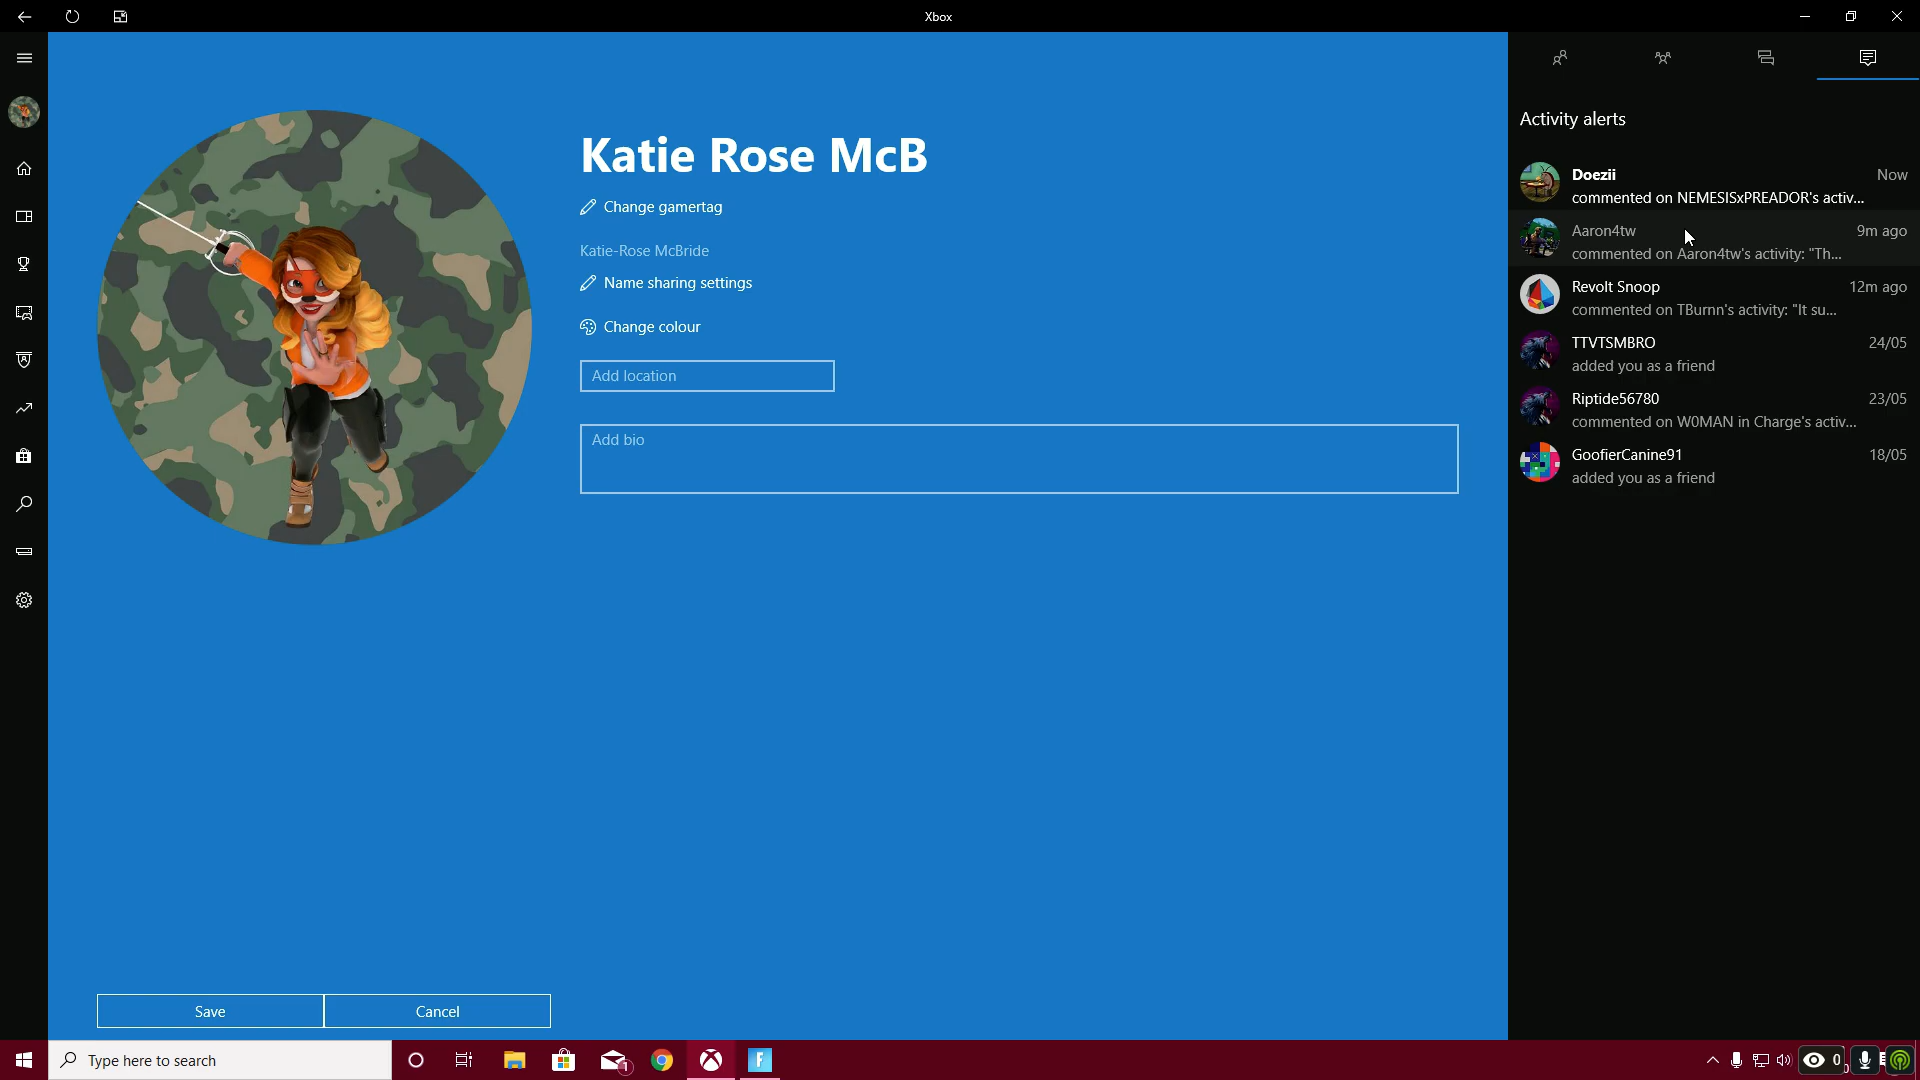 Xbox
Katie Rose McB
Change gamertag
Katie-Rose McBride
Name sharing settings
Change colour
Add location
Add bio
Save
Cancel
Activity alerts
Doezii
Now
commented on NEMESISxPREADOR's activ...
Aaron4tw
9m ago
commented on Aaron4tw's activity: "Th...
Revolt Snoop
12m ago
commented on TBurnn's activity: "It su...
TTVTSMBRO
24/05
added you as a friend
Riptide56780
23/05
commented on W0MAN in Charge's activ...
GoofierCanine91
18/05
added you as a friend
Type here to search
1
F
0